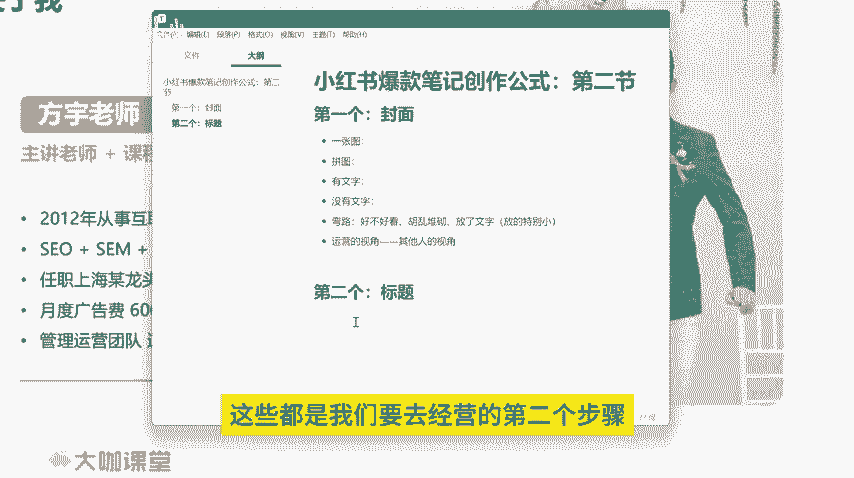 关于我
方宇老师
主讲老师 + 课程
2012年从事互联
SEO + SEM +
任职上海某龙头
月度广告费 600
管理运营团队
编辑(E) 段落(P) 格式(O) 视图(V) 主题(T) 帮助(H)
文件 大纲
小红书爆款笔记创作公式：第二节
第一个：封面
第二个：标题
小红书爆款笔记创作公式：第二节
第一个：封面
一张图：
拼图：
有文字：
没有文字：
弯路：好不好看、胡乱堆砌、放了文字（放的特别小）
运营的视角——其他人的视角
第二个：标题
这些都是我们要去经营的第二个步骤
大咖课堂